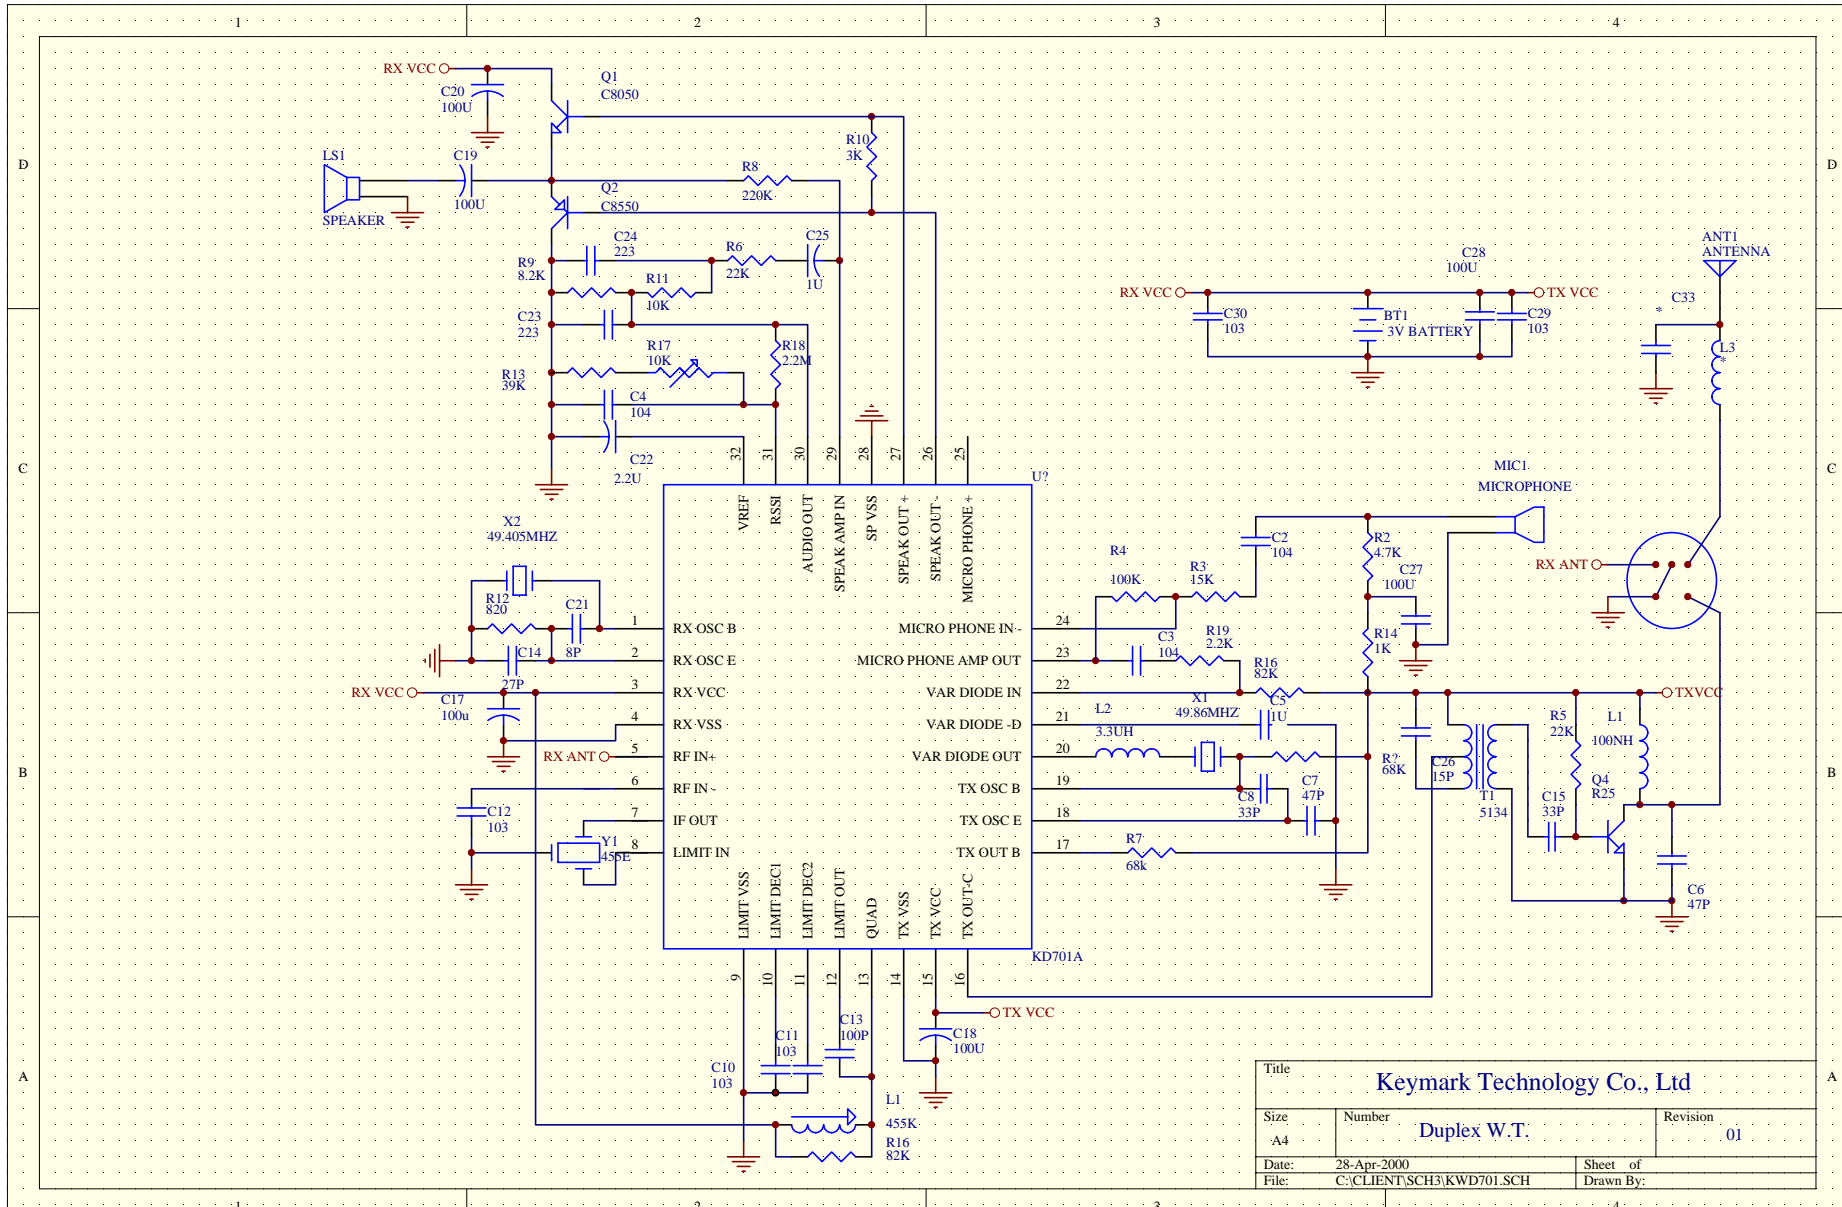 1
2
3
4
D
D
C
C
B
B
A
A
RX VCC
C20
100U
Q1
C8050
R10
3K
LS1
SPEAKER
C19
100U
R8
220K
Q2
C8550
C24
223
R6
22K
C25
1U
R9
8.2K
R11
10K
C23
223
R17
10K
R18
2.2M
R13
39K
C4
104
C22
2.2U
32
31
30
29
28
27
26
25
VREF
RSSI
AUDIO OUT
SPEAK AMP IN
SP VSS
SPEAK OUT +
SPEAK OUT -
MICRO PHONE +
U?
X2
49.405MHZ
R12
820
C21
8P
C14
27P
RX VCC
C17
100u
RX ANT
C12
103
Y1
455E
1
RX OSC B
2
RX OSC E
3
RX VCC
4
RX VSS
5
RF IN+
6
RF IN -
7
IF OUT
8
LIMIT IN
24
MICRO PHONE IN -
23
MICRO PHONE AMP OUT
22
VAR DIODE IN
21
VAR DIODE -D
20
VAR DIODE OUT
19
TX OSC B
18
TX OSC E
17
TX OUT B
LIMIT VSS
LIMIT DEC1
LIMIT DEC2
LIMIT OUT
QUAD
TX VSS
TX VCC
TX OUT-C
9
10
11
12
13
14
15
16
KD701A
C10
103
C11
103
C13
100P
C18
100U
TX VCC
L1
455K
R16
82K
RX VCC
C28
100U
TX VCC
C30
103
BT1
3V BATTERY
C29
103
ANT1
ANTENNA
C33
*
L3
*
MIC1
MICROPHONE
RX ANT
C2
104
R2
4.7K
C27
100U
R4
100K
R3
15K
C3
104
R19
2.2K
R14
1K
R16
82K
X1
49.86MHZ
C5
1U
L2
3.3UH
R?
68K
C8
33P
C7
47P
R7
68k
TXVCC
C26
15P
T1
5134
R5
22K
L1
100NH
Q4
R25
C15
33P
C6
47P
Title
Keymark Technology Co., Ltd
Size
Number
Revision
A4
Duplex W.T.
01
Date:
28-Apr-2000
Sheet of
File:
C:\CLIENT\SCH3\KWD701.SCH
Drawn By:
1
2
3
4